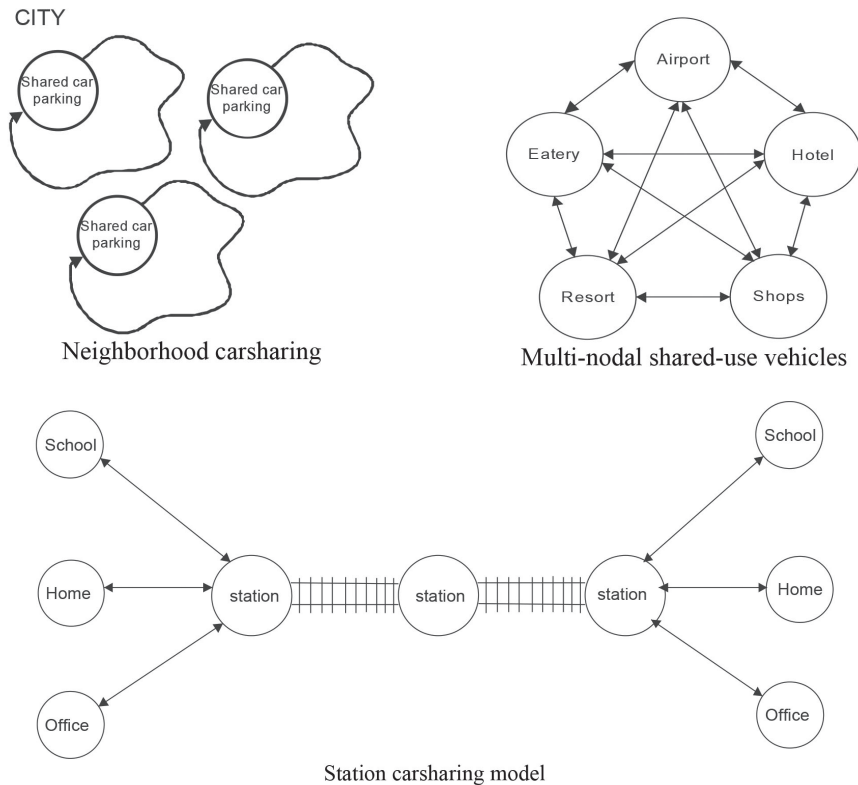 CITY
Shared car
parking
Shared car
parking
Shared car
parking
Neighborhood carsharing
Airport
Eatery
Hotel
Resort
Shops
Multi-nodal shared-use vehicles
School
School
Home
station
station
station
Home
Office
Office
Station carsharing model